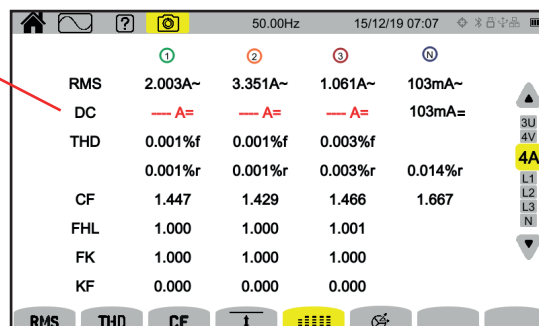 ? 50.00Hz 15/12/19 07:07
1 2 3 N
RMS 2.003A~ 3.351A~ 1.061A~ 103mA~
DC ---- A= ---- A= ---- A= 103mA=
THD 0.001%f 0.001%f 0.003%f
0.001%r 0.001%r 0.003%r 0.014%r
CF 1.447 1.429 1.466 1.667
FHL 1.000 1.000 1.001
FK 1.000 1.000 1.000
KF 0.000 0.000 0.000
3U
4V
4A
L1
L2
L3
N
RMS THD CF